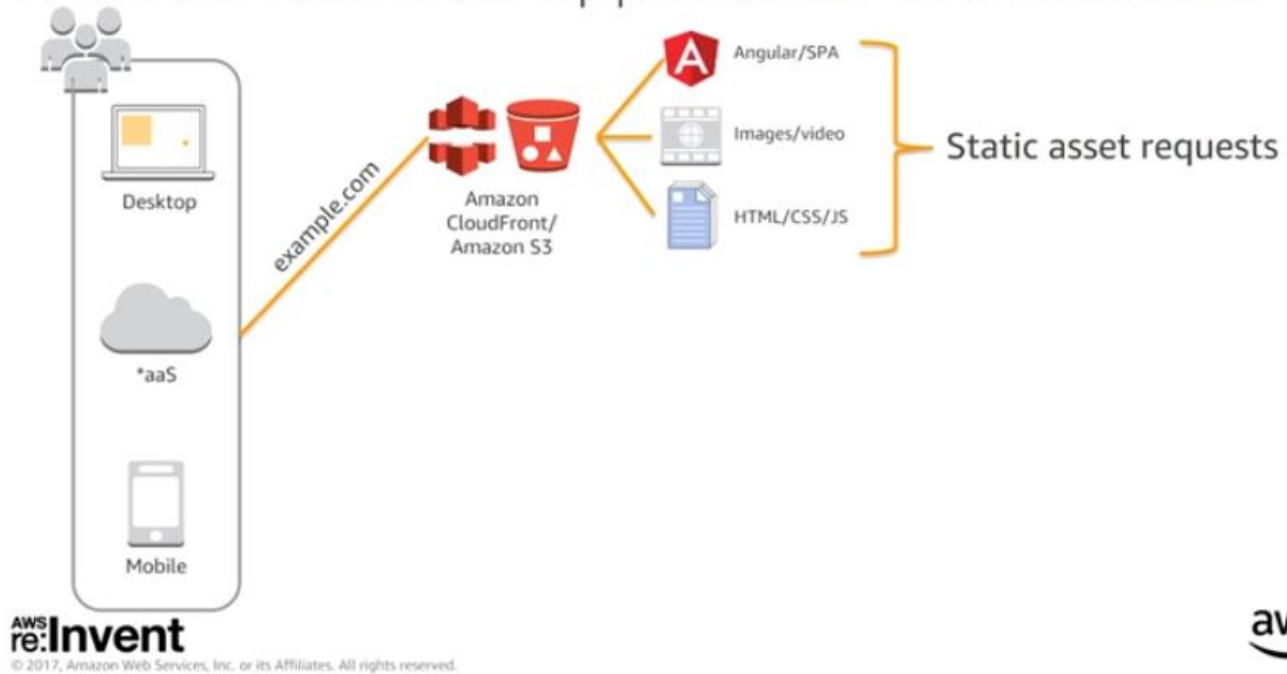 Desktop
*aaS
Mobile
example.com
Amazon
CloudFront/
Amazon S3
Angular/SPA
Images/video
HTML/CSS/JS
Static asset requests
AWS
re:Invent
© 2017, Amazon Web Services, Inc. or its Affiliates. All rights reserved.